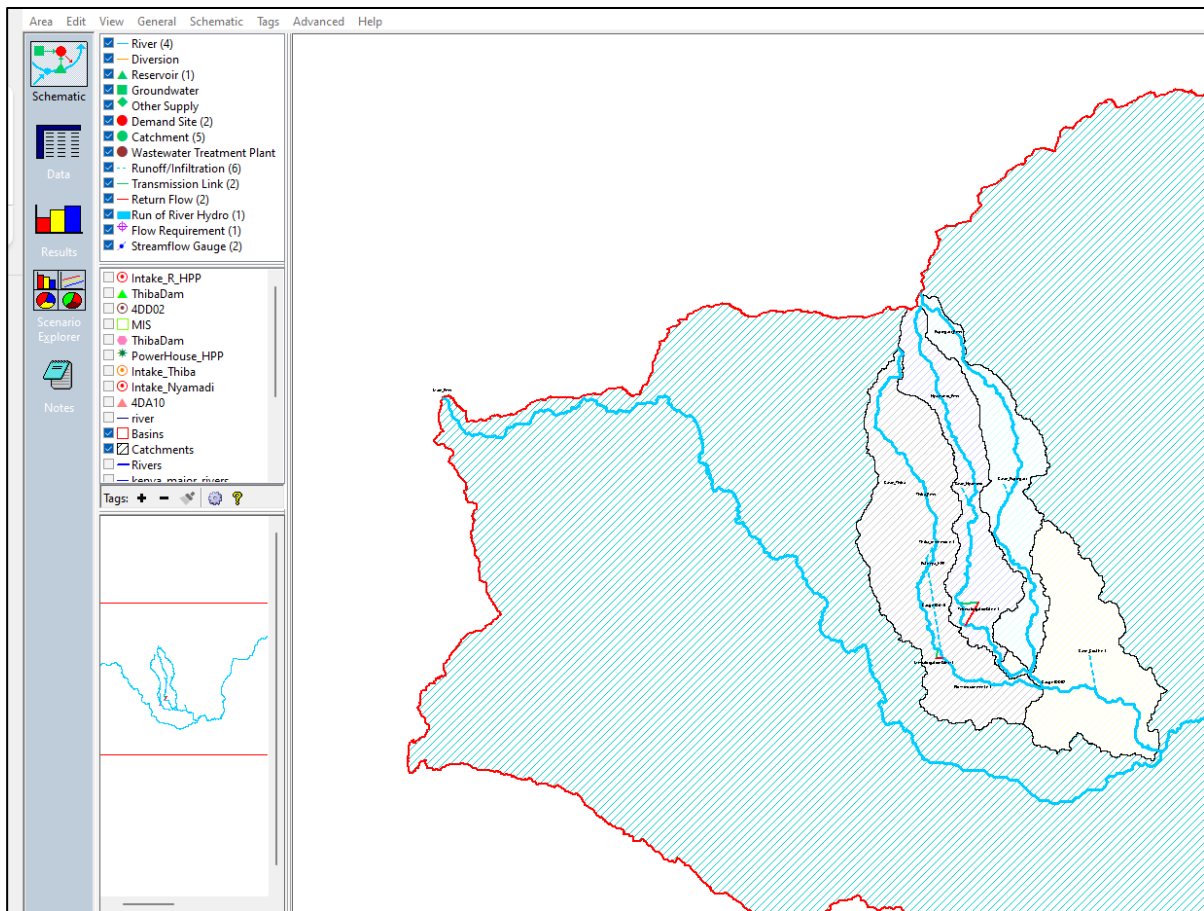 Area Edit View General Schematic Tags Advanced Help
Schematic
Data
Results
Scenario
Explorer
Notes
River (4)
Diversion
Reservoir (1)
Groundwater
Other Supply
Demand Site (2)
Catchment (5)
Wastewater Treatment Plant
Runoff/Infiltration (6)
Transmission Link (2)
Return Flow (2)
Run of River Hydro (1)
Flow Requirement (1)
Streamflow Gauge (2)
Intake_R_HPP
ThibaDam
4DD02
MIS
ThibaDam
PowerHouse_HPP
Intake_Thiba
Intake_Nyamadi
4DA10
river
Basins
Catchments
Rivers
kenya_major_rivers
Tags: